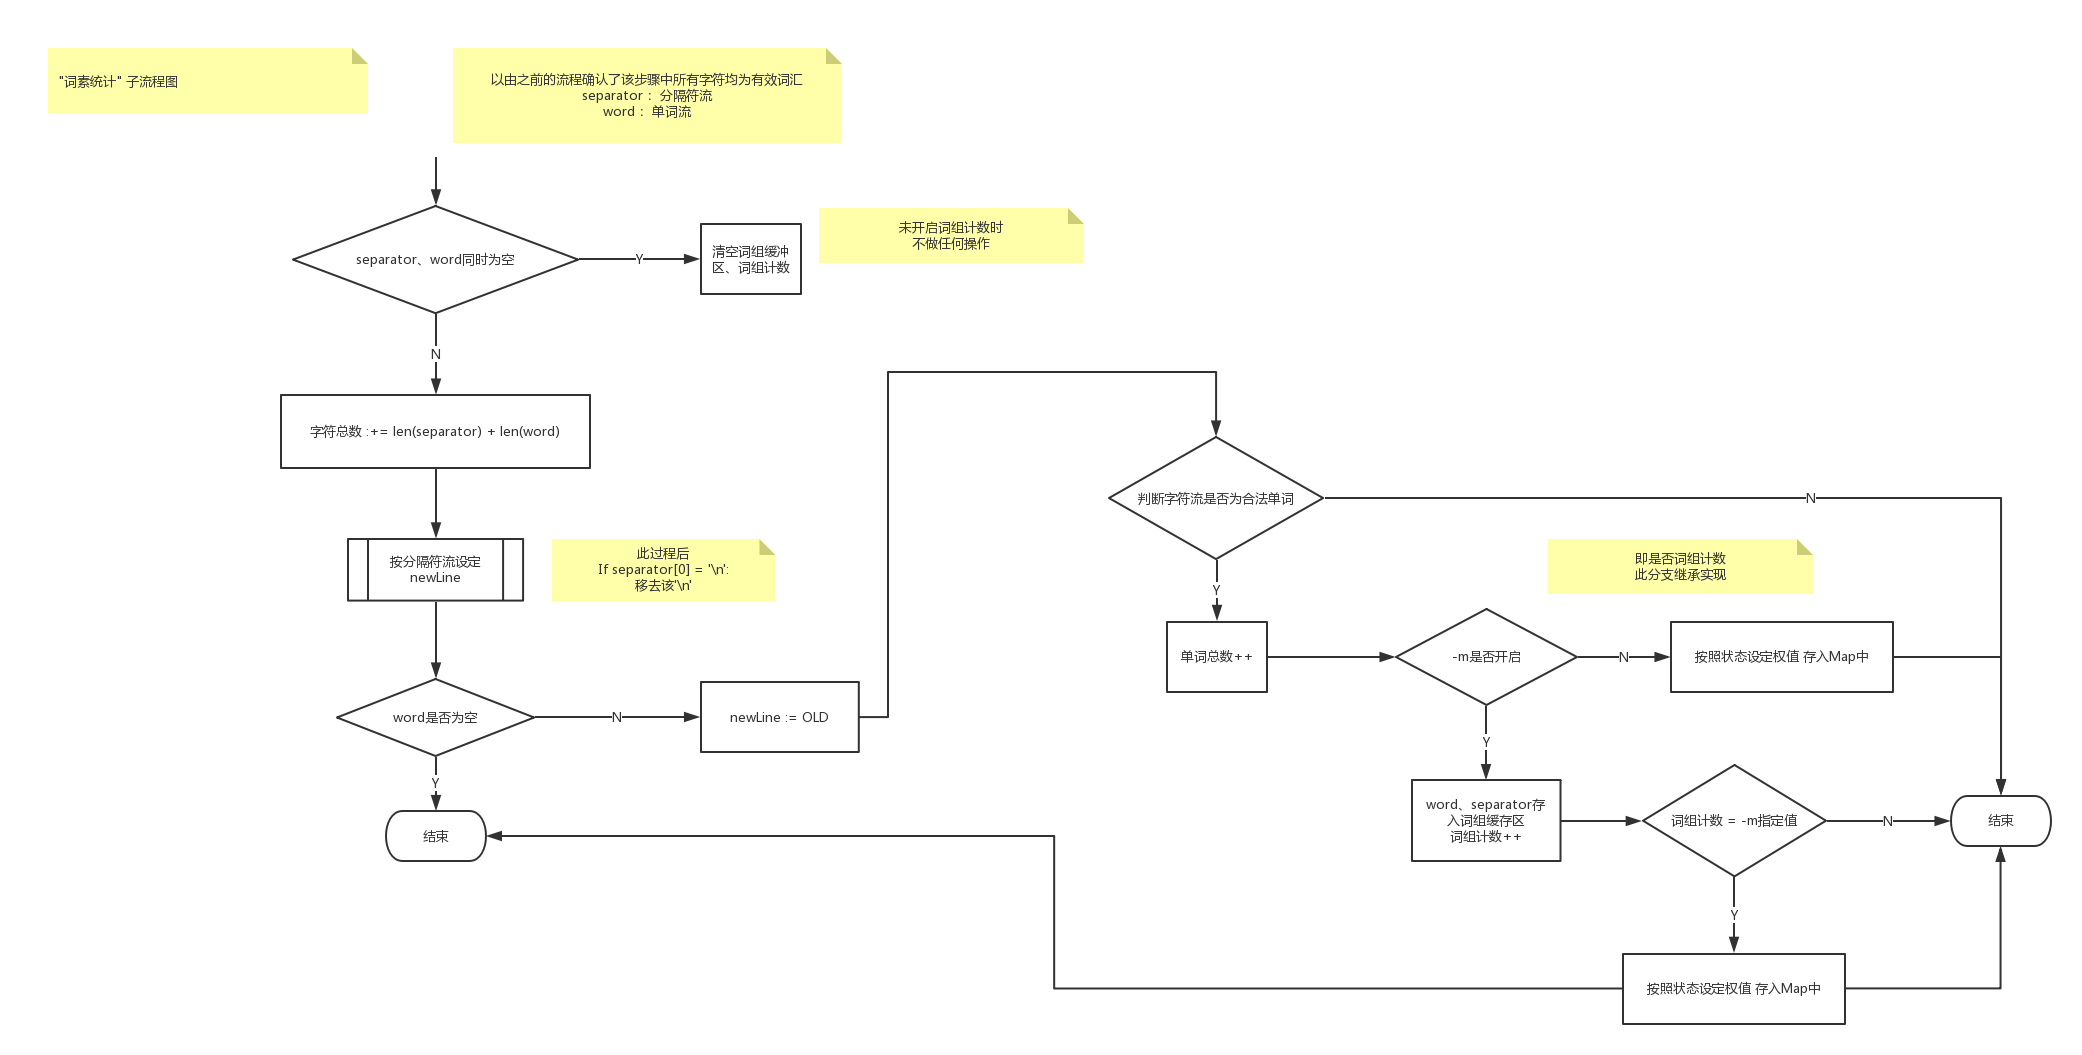 "词素统计" 子流程图
以由之前的流程确认了该步骤中所有字符均为有效词汇
separator： 分隔符流
word： 单词流
separator、word同时为空
Y
清空词组缓冲
区、词组计数
未开启词组计数时
不做任何操作
N
字符总数 :+= len(separator) + len(word)
按分隔符流设定
newLine
此过程后
If separator[0] = '\n':
移去该'\n'
word是否为空
N
newLine := OLD
Y
结束
判断字符流是否为合法单词
N
Y
即是否词组计数
此分支继承实现
单词总数++
-m是否开启
N
按照状态设定权值 存入Map中
Y
word、separator存
入词组缓存区
词组计数++
词组计数 = -m指定值
N
结束
Y
按照状态设定权值 存入Map中